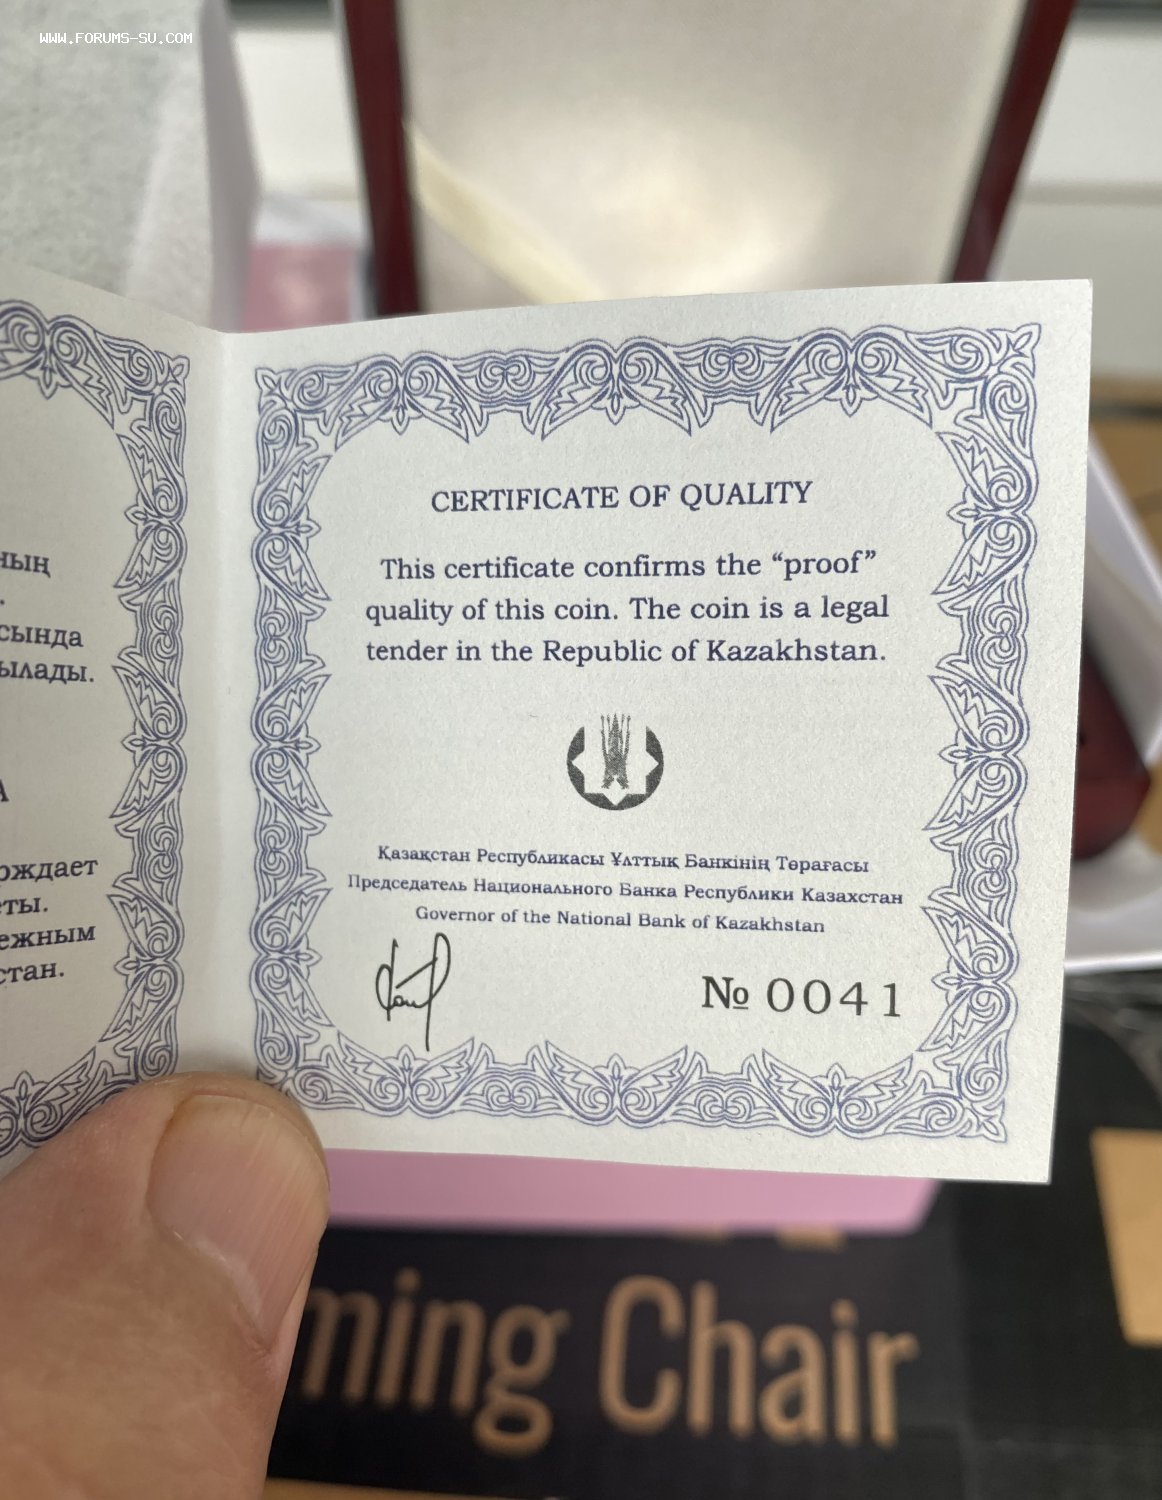 WWW.FORUMS-SU.COM
CERTIFICATE OF QUALITY
This certificate confirms the “proof”
quality of this coin. The coin is a legal
tender in the Republic of Kazakhstan.
Қазақстан Республикасы Ұлттық Банкінің Төрағасы
Председатель Национального Банка Республики Казахстан
Governor of the National Bank of Kazakhstan
№ 0041
ның
сында
ылады.
рждает
еты.
ежным
стан.
ming Chair